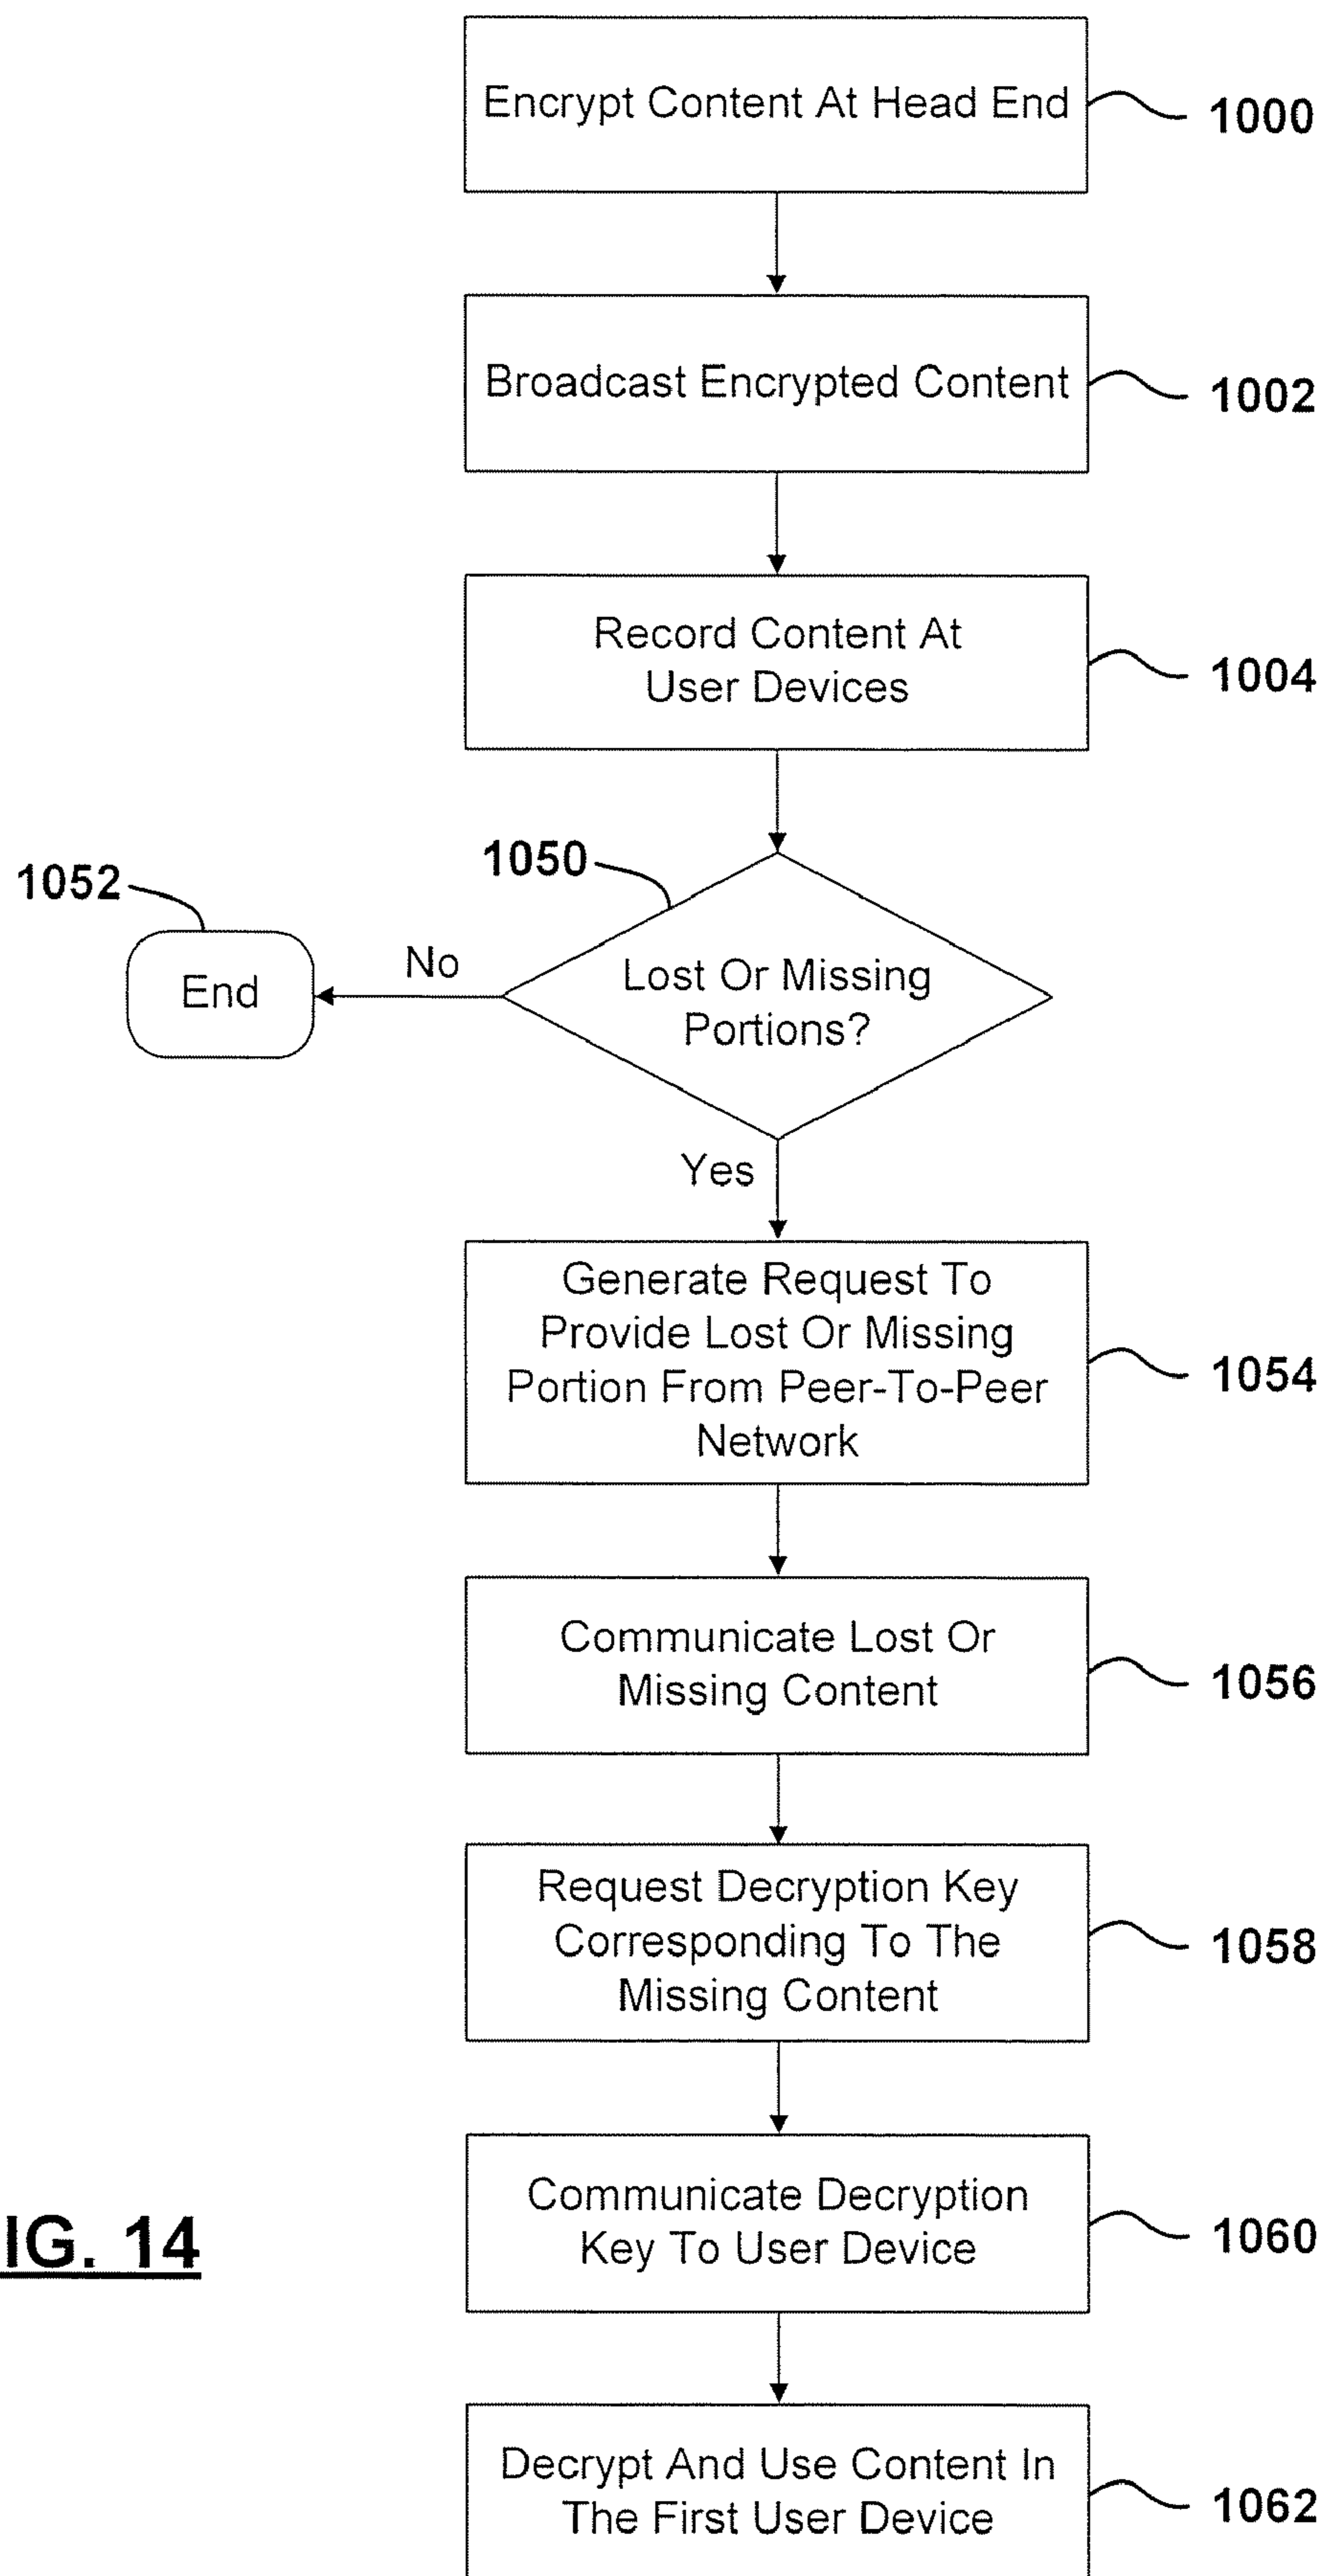 Encrypt Content At Head End
1000
Broadcast Encrypted Content
1002
Record Content At
User Devices
1004
1050
1052
End
No
Lost Or Missing
Portions?
Yes
Generate Request To
Provide Lost Or Missing
Portion From Peer-To-Peer
Network
1054
Communicate Lost Or
Missing Content
1056
Request Decryption Key
Corresponding To The
Missing Content
1058
Communicate Decryption
Key To User Device
1060
IG. 14
Decrypt And Use Content In
The First User Device
1062